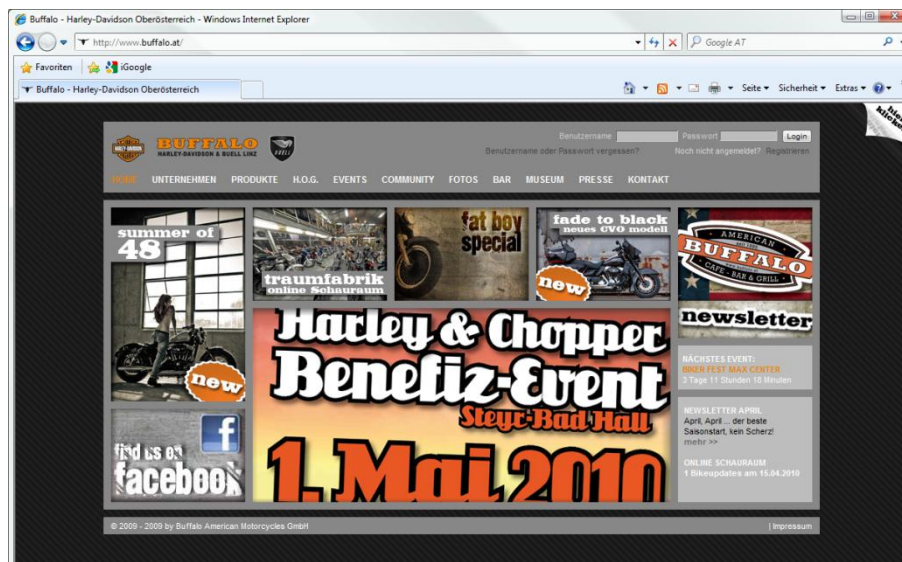 Buffalo - Harley-Davidson Oberösterreich - Windows Internet Explorer
http://www.buffalo.at/
Google AT
Favoriten
iGoogle
Buffalo - Harley-Davidson Oberösterreich
Seite
Sicherheit
Extras
hier
klicken
HARLEY-DAVIDSON
BUFFALO
HARLEY-DAVIDSON & BUELL LINZ
BUELL
Benutzername
Passwort
Login
Benutzername oder Passwort vergessen?
Noch nicht angemeldet? Registrieren
HOME UNTERNEHMEN PRODUKTE H.O.G. EVENTS COMMUNITY FOTOS BAR MUSEUM PRESSE KONTAKT
summer of
48
new
traumfabrik
online Schauraum
fat boy
special
fade to black
neues CVO modell
new
AMERICAN
BUFFALO
CAFE - BAR & GRILL
newsletter
Harley & Chopper
Benefiz-Event
Steyr-Bad Hall
1. Mai 2010
NÄCHSTES EVENT:
BIKER FEST MAX CENTER
3 Tage 11 Stunden 18 Minuten
NEWSLETTER APRIL
April, April ... der beste
Saisonstart, kein Scherz!
mehr >>
ONLINE SCHAURAUM
1 Bikeupdates am 15.04.2010
find us on
facebook
© 2009 - 2009 by Buffalo American Motorcycles GmbH
| Impressum